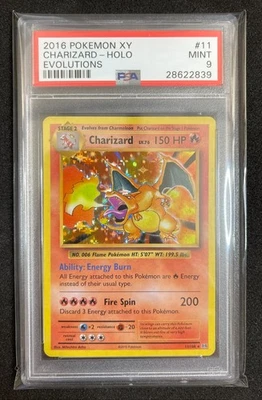 2016 POKEMON XY #11
CHARIZARD - HOLO MINT
EVOLUTIONS PSA 9
28622839
STAGE 2 Evolves from Charmeleon
Charizard 150 HP
NO. 006 Flame Pokémon HT: 5'07" WT: 199.5 lbs.
Ability: Energy Burn
All Energy attached to this Pokémon are Energy
instead of their usual type.
Fire Spin 200
Discard 3 Energy attached to this Pokémon.
×2 -20